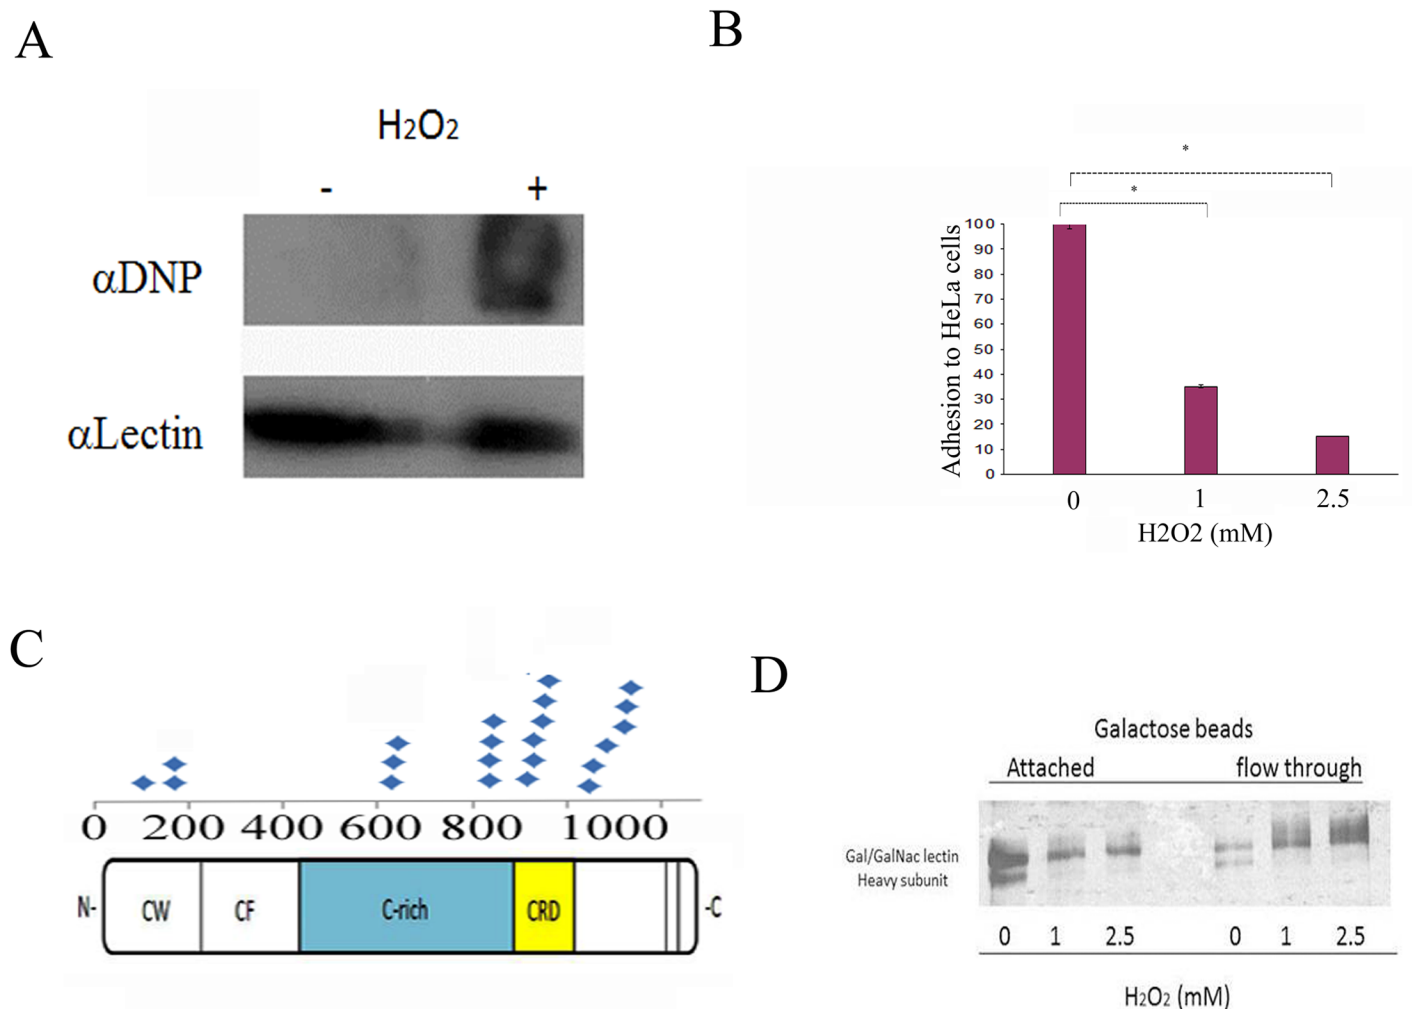 A
H2O2
- +
αDNP
αLectin
B
*
*
Adhesion to HeLa cells
100
90
80
70
60
50
40
30
20
10
0
0 1 2.5
H2O2 (mM)
C
0 200 400 600 800 1000
N- CW CF C-rich CRD -C
D
Galactose beads
Attached flow through
Gal/GalNac lectin
Heavy subunit
0 1 2.5 0 1 2.5
H2O2 (mM)